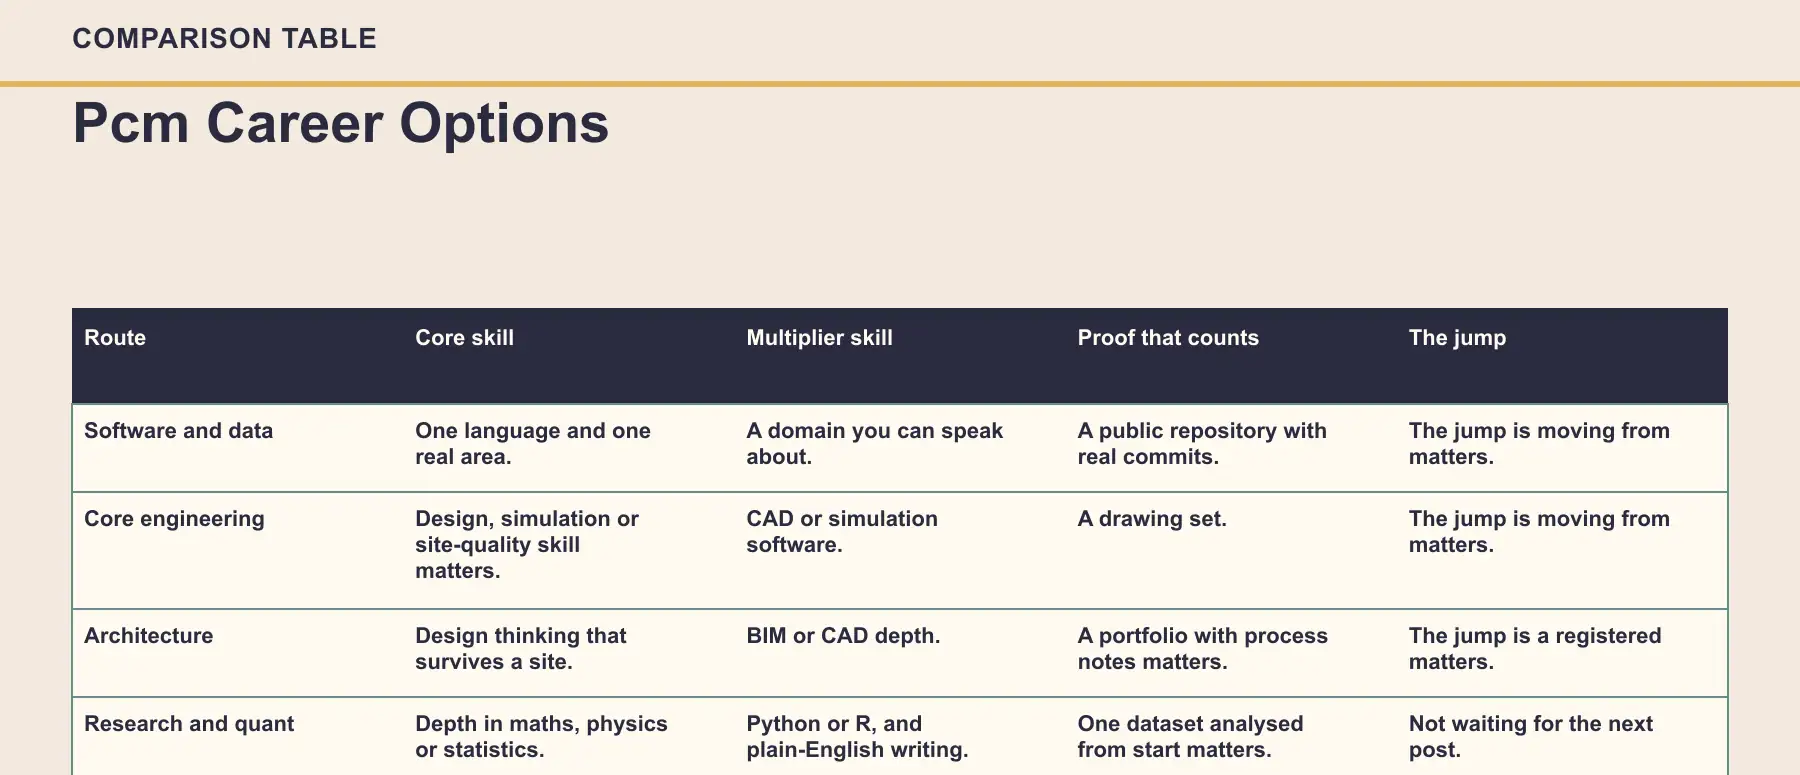 COMPARISON TABLE
Pcm Career Options
Route
Core skill
Multiplier skill
Proof that counts
The jump
Software and data
One language and one
real area.
A domain you can speak
about.
A public repository with
real commits.
The jump is moving from
matters.
Core engineering
Design, simulation or
site-quality skill
matters.
CAD or simulation
software.
A drawing set.
The jump is moving from
matters.
Architecture
Design thinking that
survives a site.
BIM or CAD depth.
A portfolio with process
notes matters.
The jump is a registered
matters.
Research and quant
Depth in maths, physics
or statistics.
Python or R, and
plain-English writing.
One dataset analysed
from start matters.
Not waiting for the next
post.